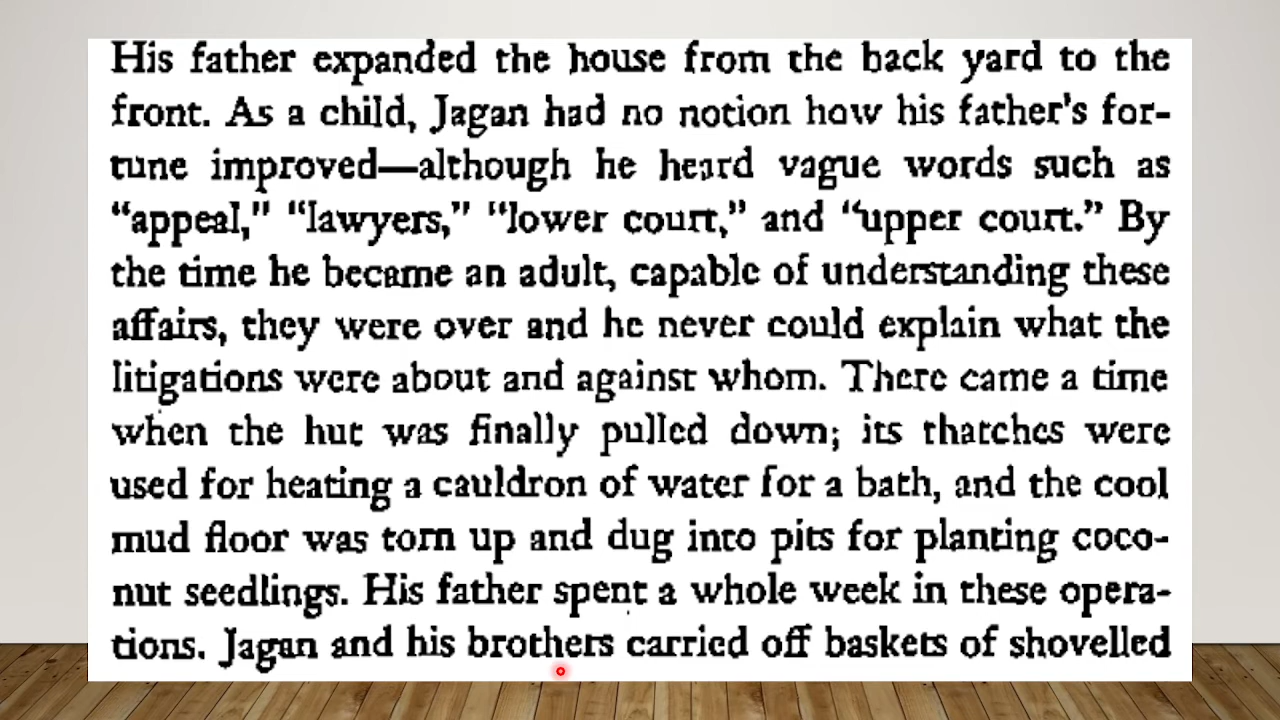 His father expanded the house from the back yard to the
front. As a child, Jagan had no notion how his father's for-
tune improved—although he heard vague words such as
“appeal,” “lawyers,” “lower court,” and “upper court.” By
the time he became an adult, capable of understanding these
affairs, they were over and he never could explain what the
litigations were about and against whom. There came a time
when the hut was finally pulled down; its thatches were
used for heating a cauldron of water for a bath, and the cool
mud floor was torn up and dug into pits for planting coco-
nut seedlings. His father spent a whole week in these opera-
tions. Jagan and his brothers carried off baskets of shovelled